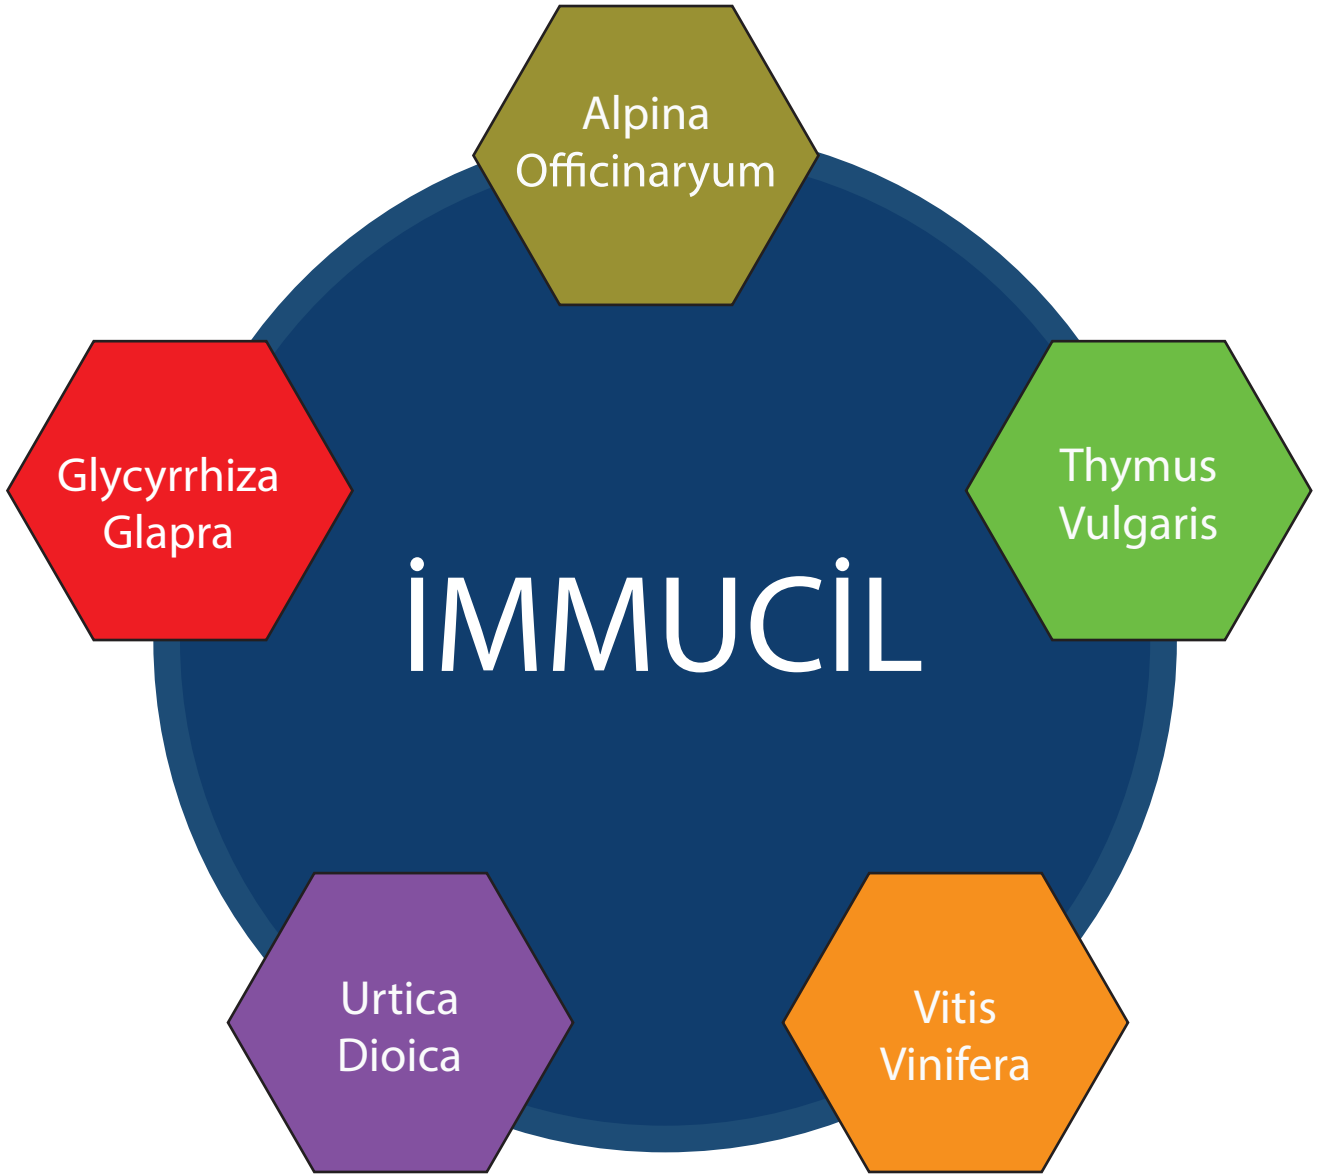 Alpina
Officinaryum
Glycyrrhiza
Glapra
Thymus
Vulgaris
İMMUCİL
Urtica
Dioica
Vitis
Vinifera